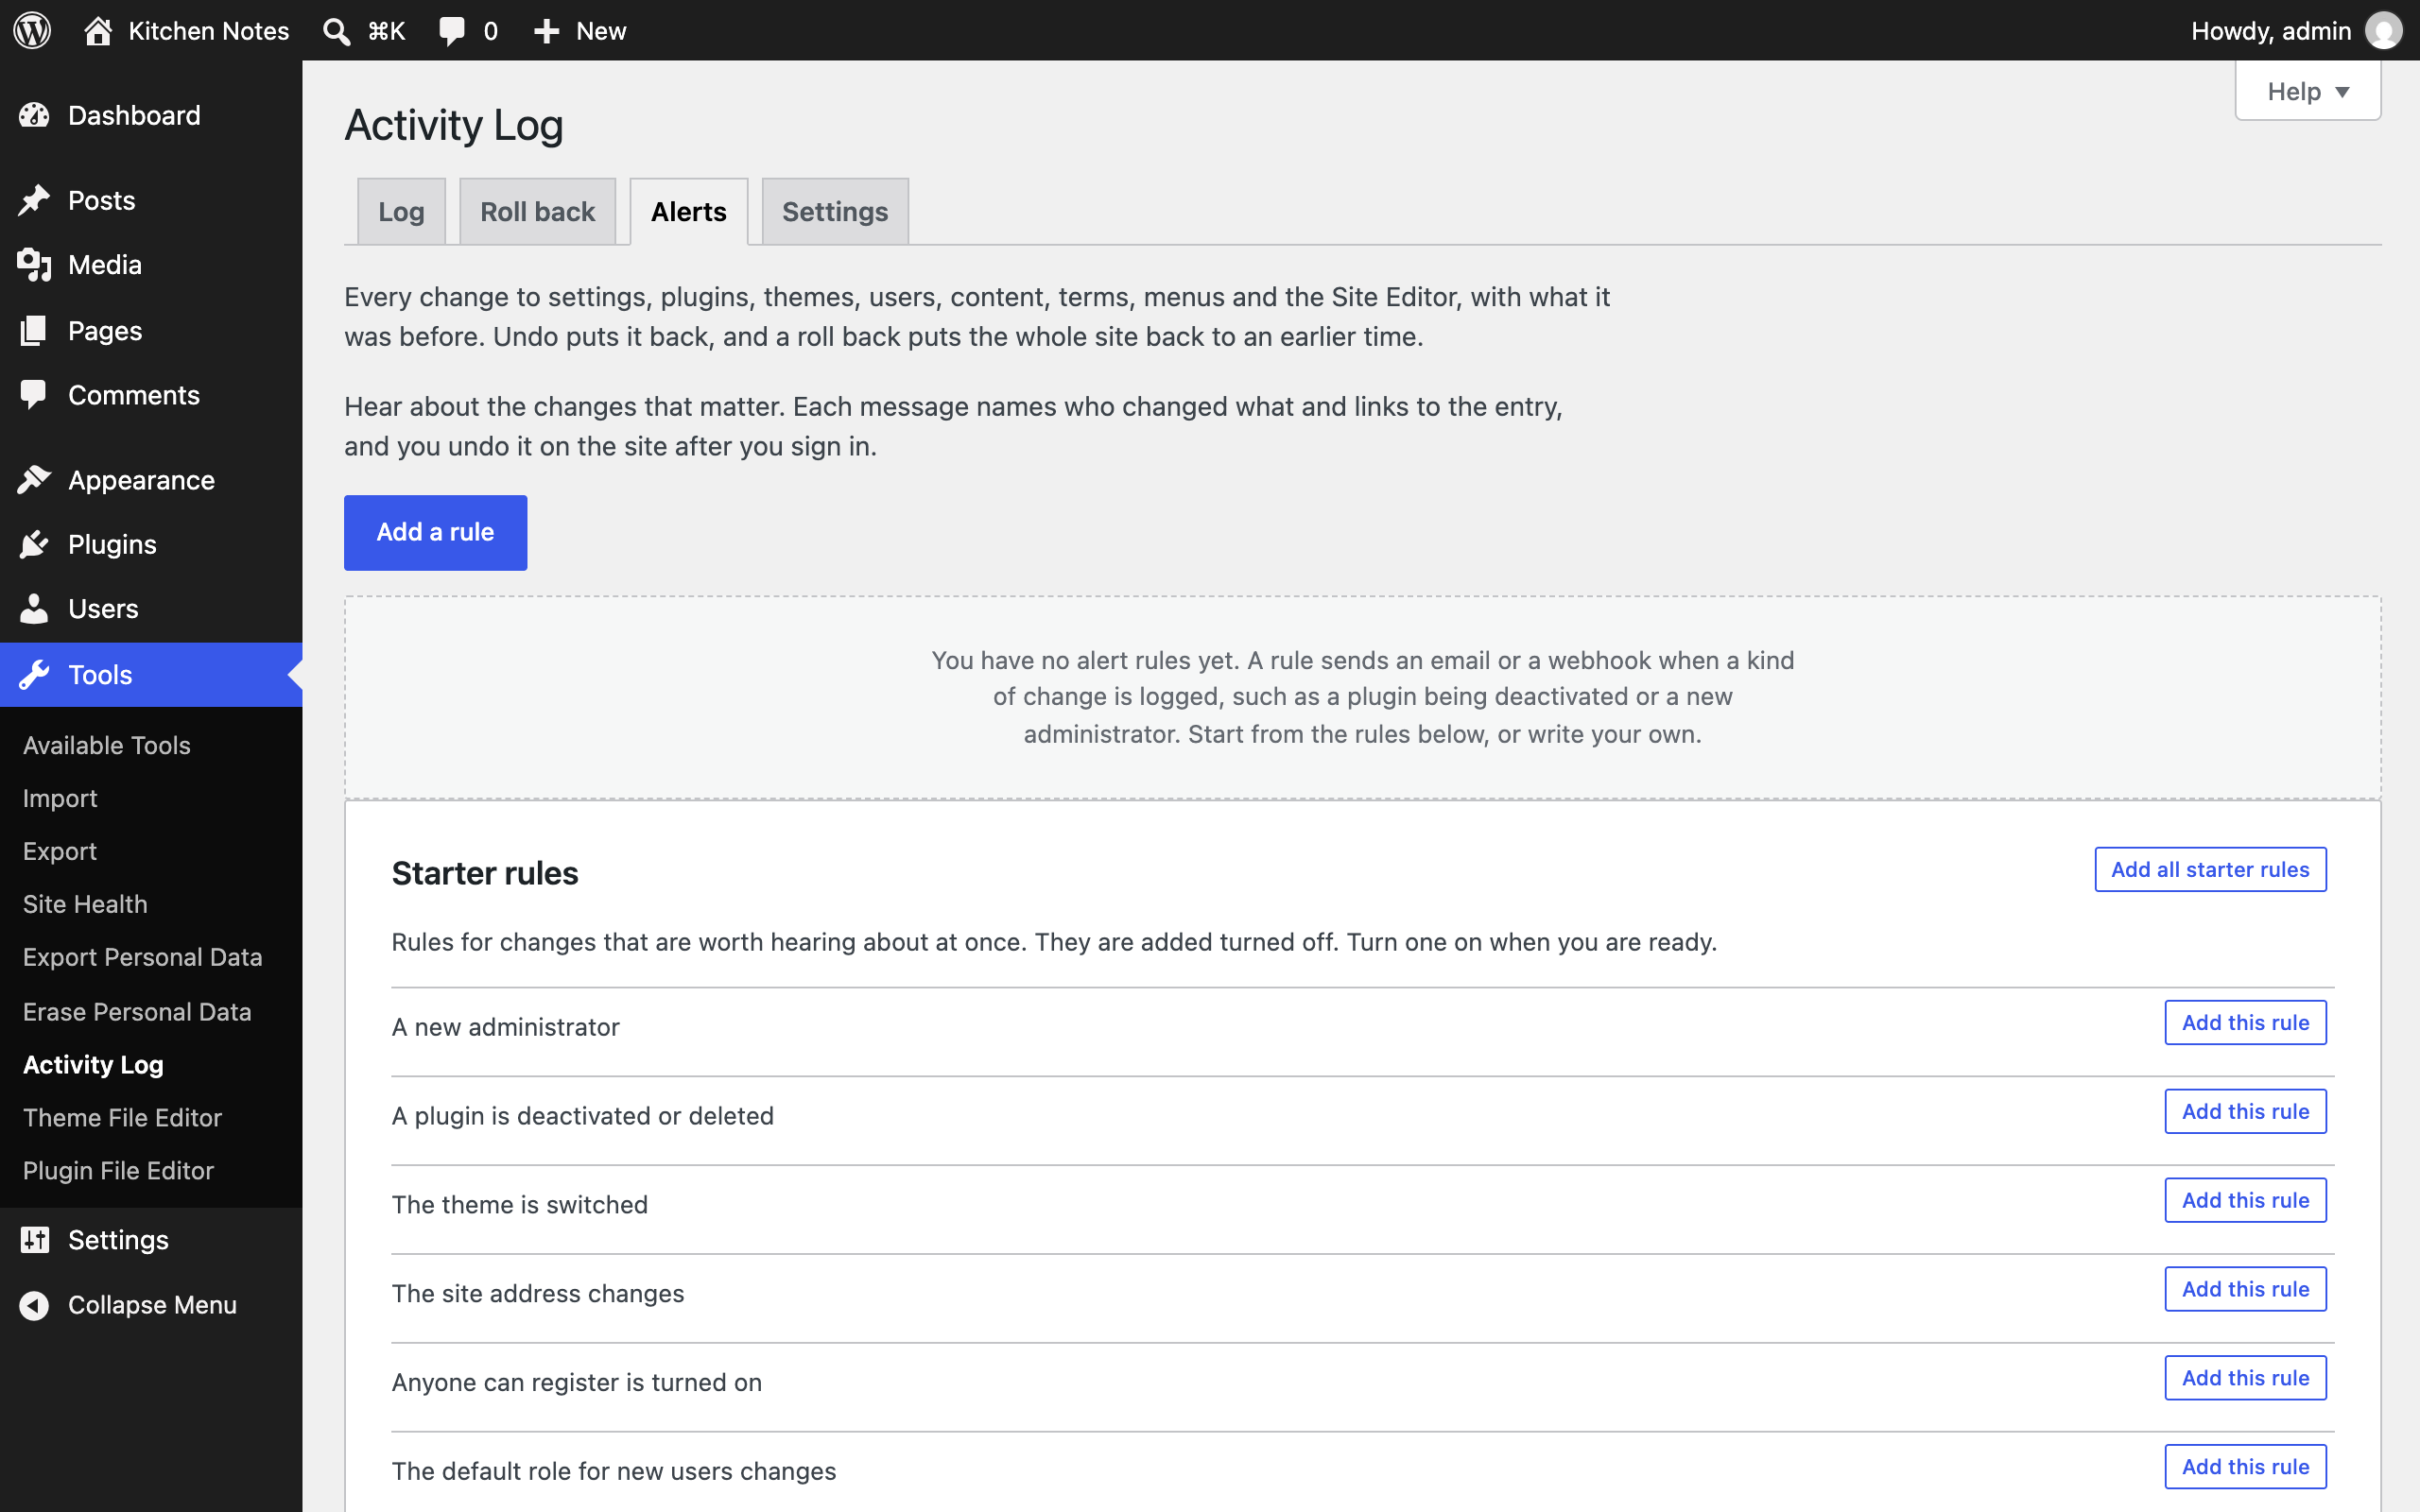 Kitchen Notes
⌘K
0
New
Howdy, admin
Dashboard
Posts
Media
Pages
Comments
Appearance
Plugins
Users
Tools
Available Tools
Import
Export
Site Health
Export Personal Data
Erase Personal Data
Activity Log
Theme File Editor
Plugin File Editor
Settings
Collapse Menu
Help
Activity Log
Log
Roll back
Alerts
Settings
Every change to settings, plugins, themes, users, content, terms, menus and the Site Editor, with what it
was before. Undo puts it back, and a roll back puts the whole site back to an earlier time.
Hear about the changes that matter. Each message names who changed what and links to the entry,
and you undo it on the site after you sign in.
Add a rule
You have no alert rules yet. A rule sends an email or a webhook when a kind
of change is logged, such as a plugin being deactivated or a new
administrator. Start from the rules below, or write your own.
Starter rules
Add all starter rules
Rules for changes that are worth hearing about at once. They are added turned off. Turn one on when you are ready.
A new administrator
Add this rule
A plugin is deactivated or deleted
Add this rule
The theme is switched
Add this rule
The site address changes
Add this rule
Anyone can register is turned on
Add this rule
The default role for new users changes
Add this rule